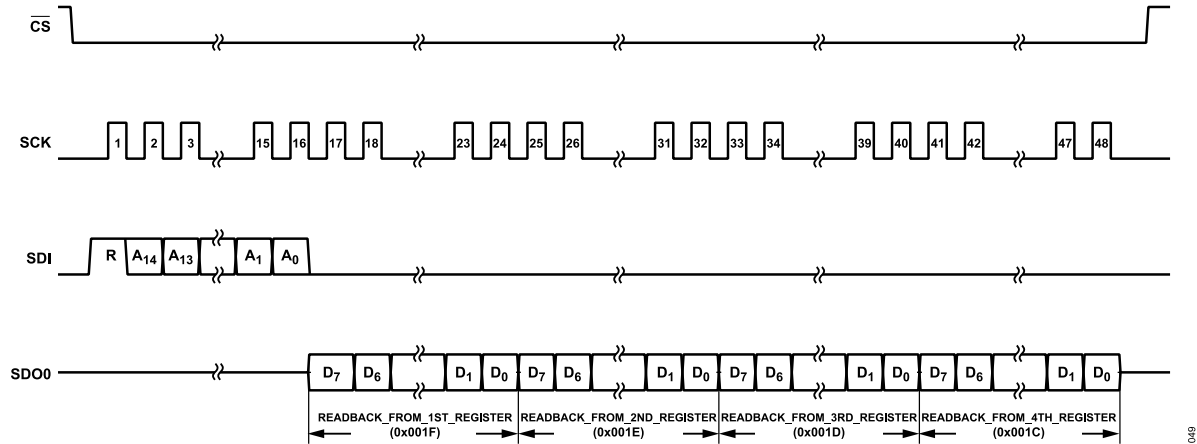 CS
SCK
1 2 3 15 16 17 18 23 24 25 26 31 32 33 34 39 40 41 42 47 48
SDI
R A14 A13 A1 A0
SDO0
D7 D6 D1 D0 D7 D6 D1 D0 D7 D6 D1 D0 D7 D6 D1 D0
READBACK_FROM_1ST_REGISTER READBACK_FROM_2ND_REGISTER READBACK_FROM_3RD_REGISTER READBACK_FROM_4TH_REGISTER
(0x001F) (0x001E) (0x001D) (0x001C)
049